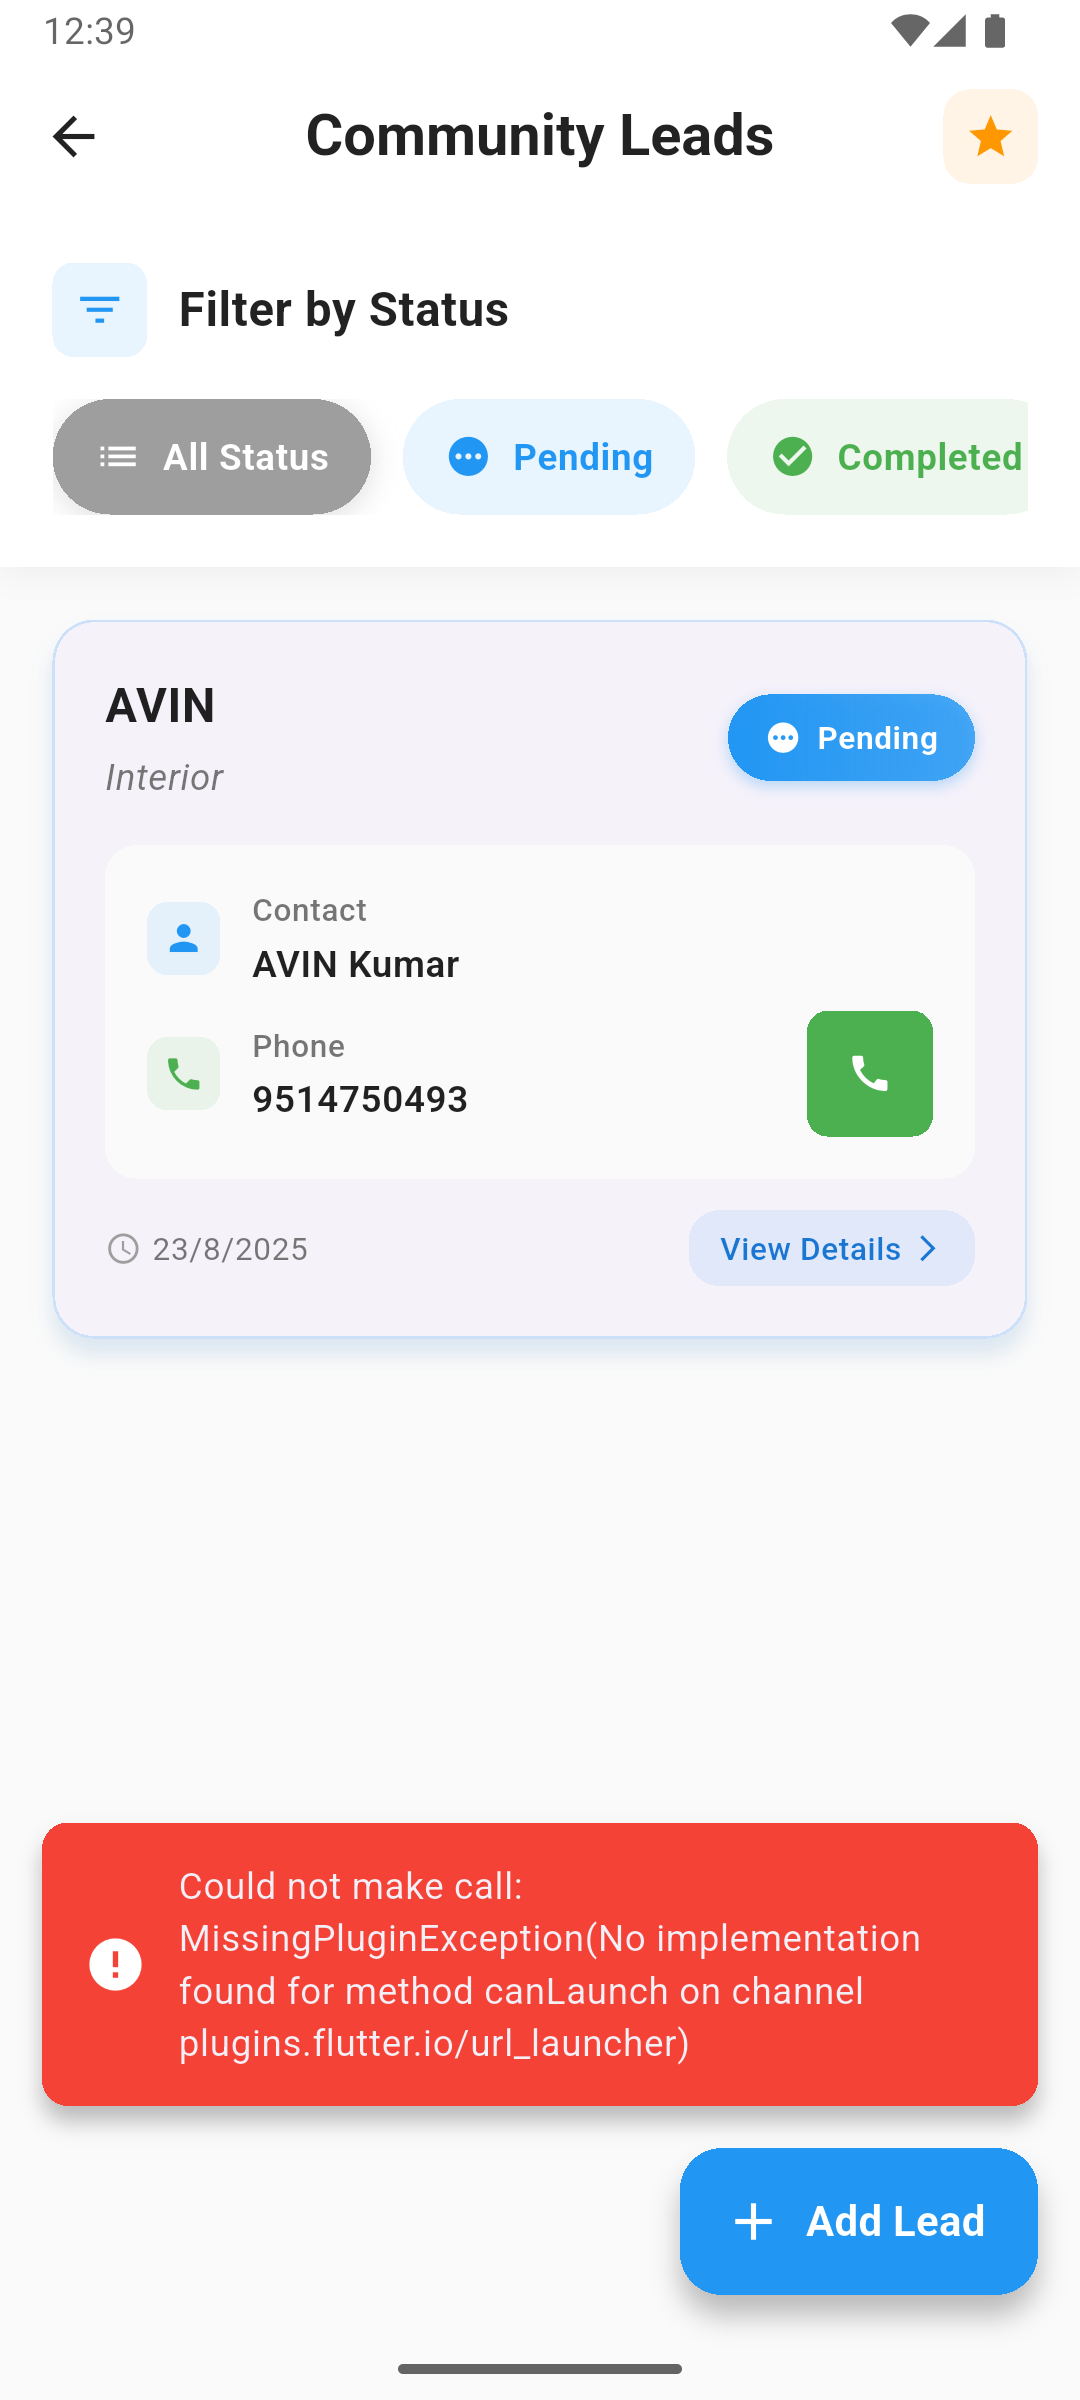 12:39
Community Leads
Filter by Status
All Status
Pending
Completed
AVIN
Interior
Pending
Contact
AVIN Kumar
Phone
9514750493
23/8/2025
View Details
Could not make call:
MissingPluginException(No implementation
found for method canLaunch on channel
plugins.flutter.io/url_launcher)
Add Lead